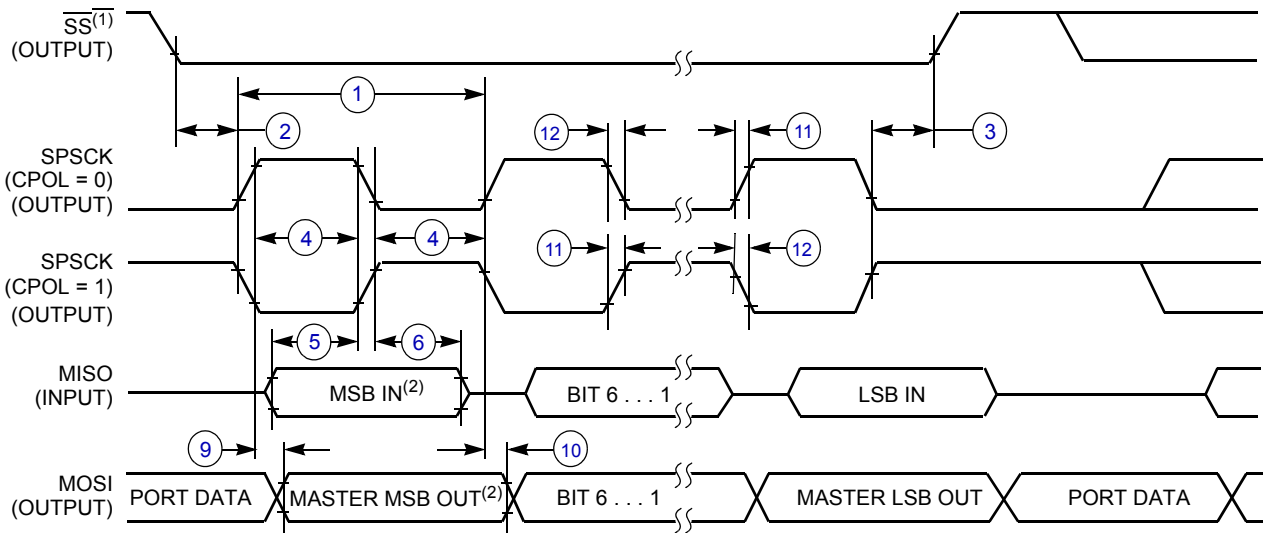 SS(1)
(OUTPUT)
1
2
12
11
3
SPSCK
(CPOL = 0)
(OUTPUT)
4
4
SPSCK
(CPOL = 1)
(OUTPUT)
11
12
5
6
MISO
(INPUT)
MSB IN(2)
BIT 6 . . . 1
LSB IN
9
10
MOSI
(OUTPUT)
PORT DATA
MASTER MSB OUT(2)
BIT 6 . . . 1
MASTER LSB OUT
PORT DATA